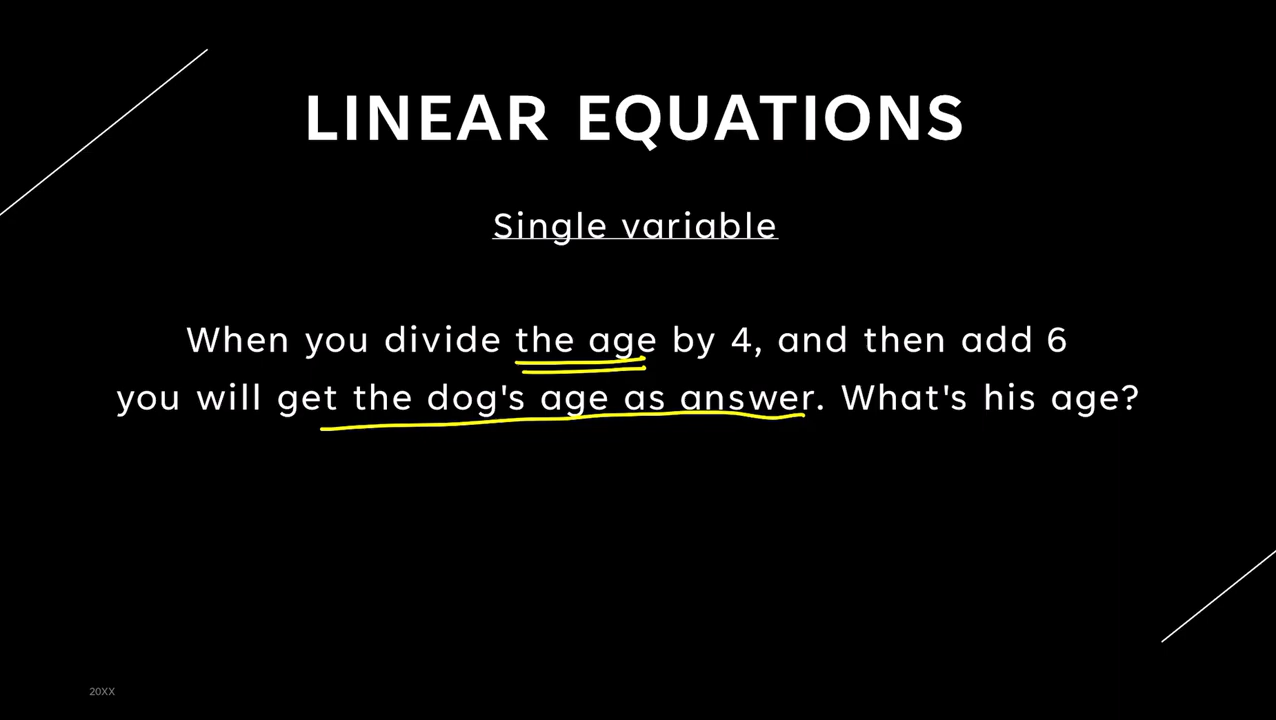 LINEAR EQUATIONS
Single variable
When you divide the age by 4, and then add 6
you will get the dog's age as answer. What's his age?
20XX